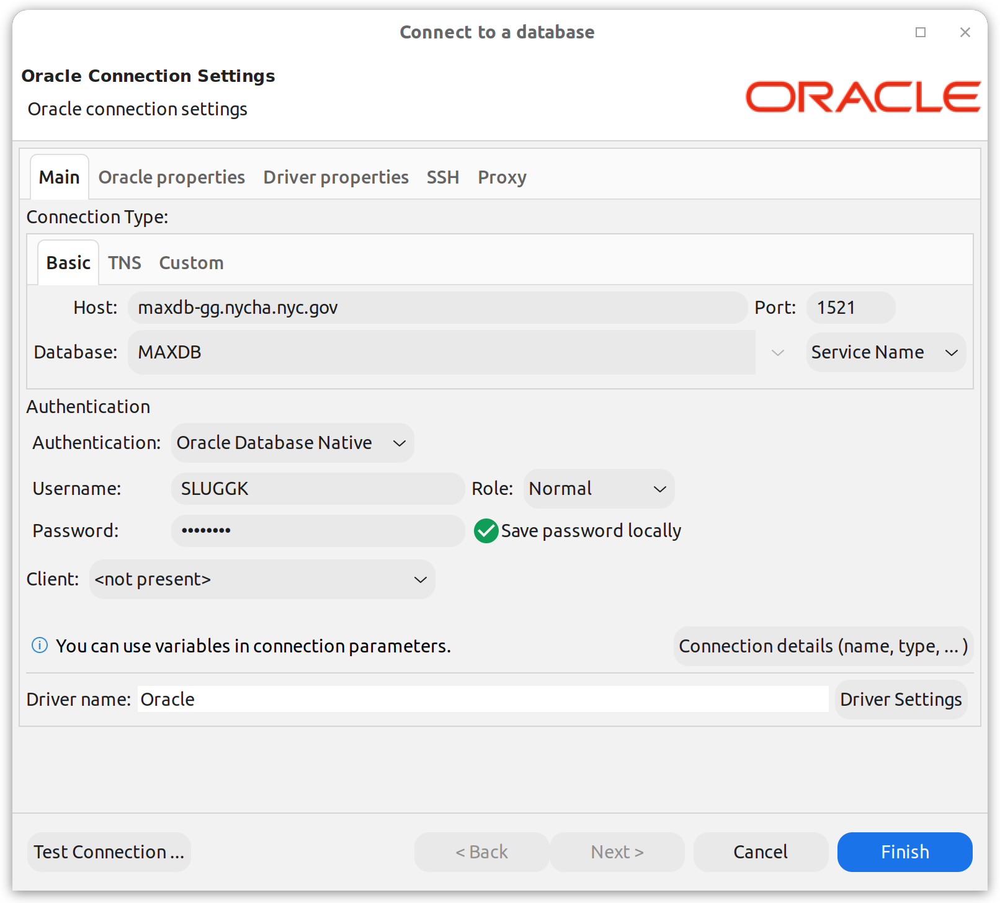 Connect to a database
Oracle Connection Settings
Oracle connection settings
ORACLE
Main Oracle properties Driver properties SSH Proxy
Connection Type:
Basic TNS Custom
Host: maxdb-gg.nycha.nyc.gov Port: 1521
Database: MAXDB Service Name
Authentication
Authentication: Oracle Database Native
Username: SLUGGK Role: Normal
Password: •••••••• Save password locally
Client: <not present>
You can use variables in connection parameters. Connection details (name, type, ... )
Driver name: Oracle Driver Settings
Test Connection ... < Back Next > Cancel Finish